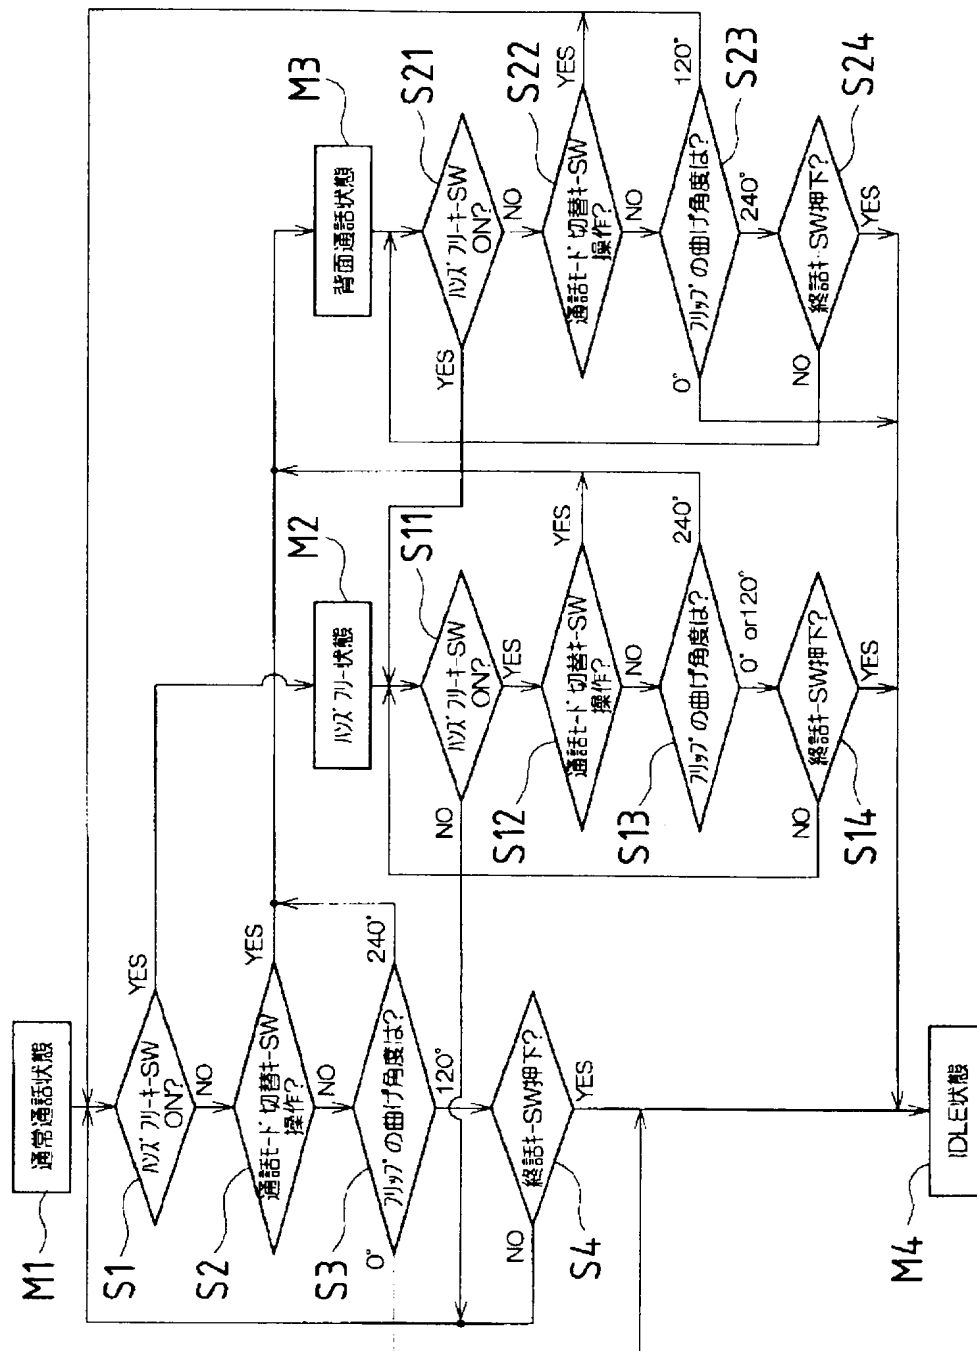 M1
通常通話状態
S1
ハンズフリーキーSW
ON?
YES
NO
S2
通話モード切替キーSW
操作?
YES
NO
S3
フリップの曲げ角度は?
0°
240°
120°
S4
終話キーSW押下?
NO
YES
M4
IDLE状態
M2
ハンズフリー状態
S11
ハンズフリーキーSW
ON?
NO
YES
S12
通話モード切替キーSW
操作?
YES
NO
S13
フリップの曲げ角度は?
240°
0° or120°
S14
終話キーSW押下?
NO
YES
M3
背面通話状態
S21
ハンズフリーキーSW
ON?
YES
NO
S22
通話モード切替キーSW
操作?
YES
NO
S23
フリップの曲げ角度は?
0°
120°
240°
S24
終話キーSW押下?
NO
YES